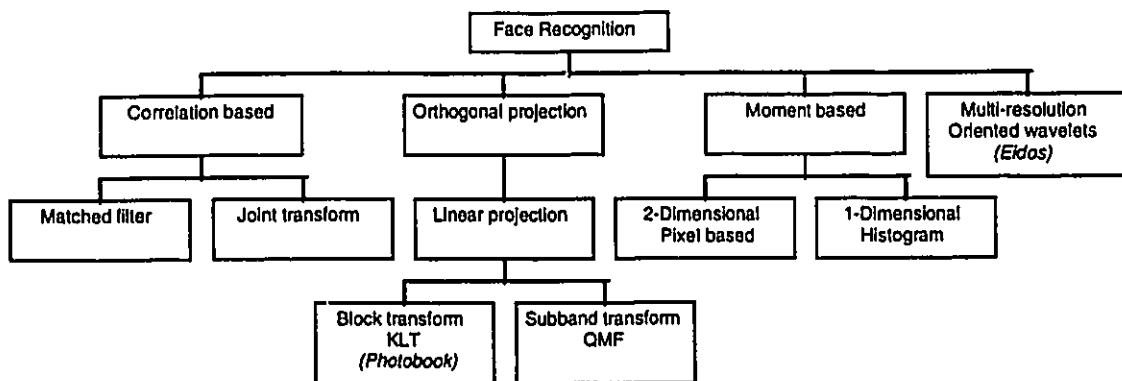 Face Recognition
Correlation based
Orthogonal projection
Moment based
Multi-resolution
Oriented wavelets
(Eidos)
Matched filter
Joint transform
Linear projection
2-Dimensional
Pixel based
1-Dimensional
Histogram
Block transform
KLT
(Photobook)
Subband transform
QMF